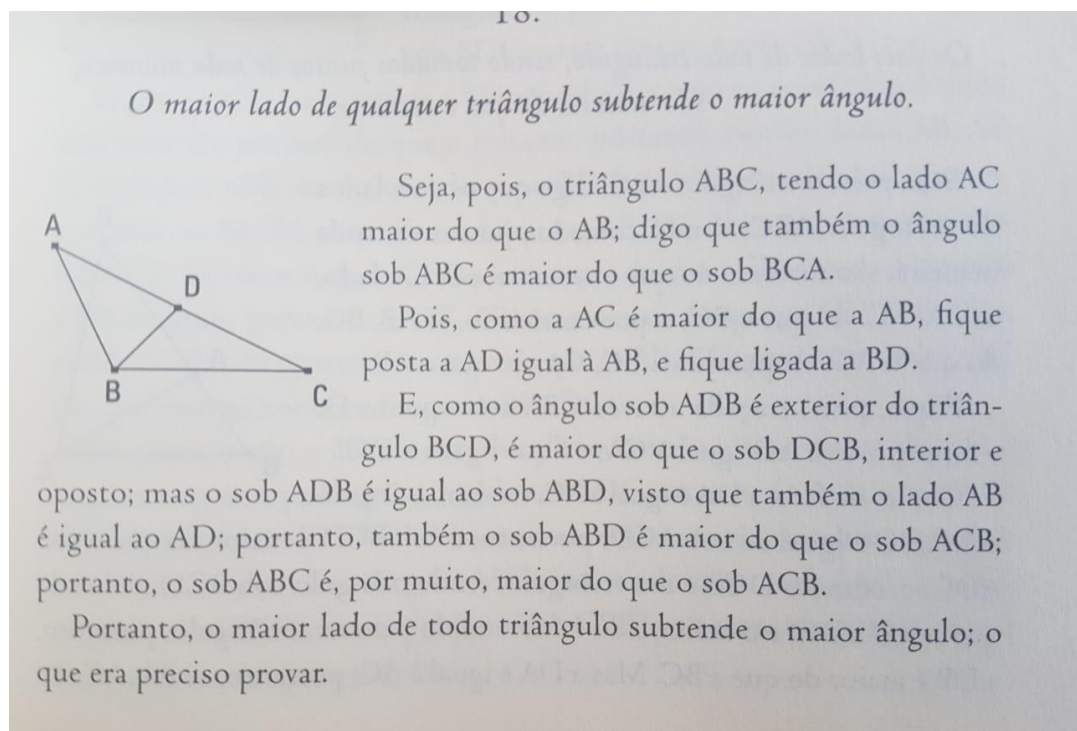 18.
O maior lado de qualquer triângulo subtende o maior ângulo.
Seja, pois, o triângulo ABC, tendo o lado AC
maior do que o AB; digo que também o ângulo
sob ABC é maior do que o sob BCA.
Pois, como a AC é maior do que a AB, fique
posta a AD igual à AB, e fique ligada a BD.
E, como o ângulo sob ADB é exterior do triân-
gulo BCD, é maior do que o sob DCB, interior e
A
D
B
C
oposto; mas o sob ADB é igual ao sob ABD, visto que também o lado AB
é igual ao AD; portanto, também o sob ABD é maior do que o sob ACB;
portanto, o sob ABC é, por muito, maior do que o sob ACB.
Portanto, o maior lado de todo triângulo subtende o maior ângulo; o
que era preciso provar.